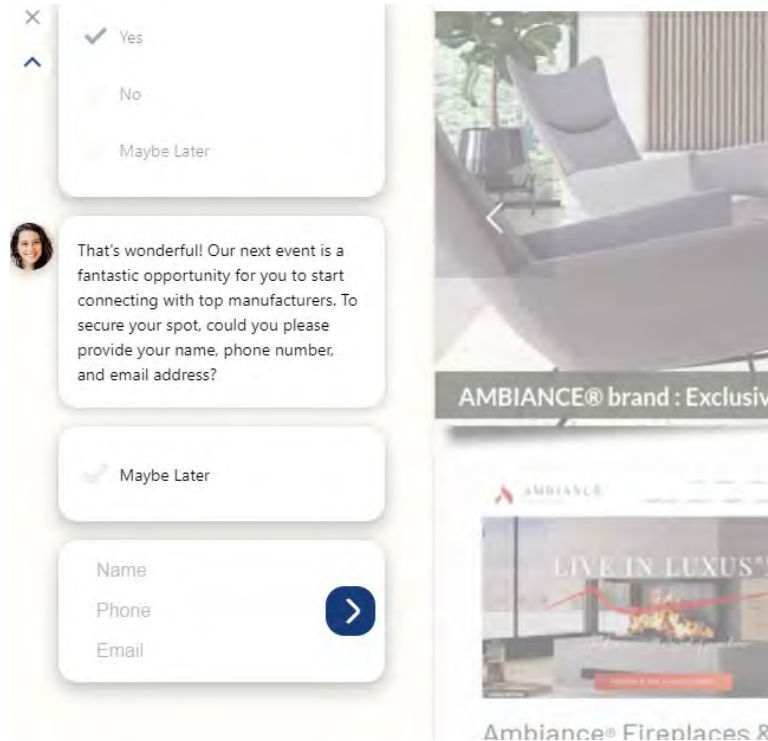 Yes
No
Maybe Later
That's wonderful! Our next event is a
fantastic opportunity for you to start
connecting with top manufacturers. To
secure your spot, could you please
provide your name, phone number,
and email address?
Maybe Later
Name
Phone
Email
AMBIANCE® brand : Exclusiv
AMBIANCE®
LIVE IN LUXUS®
Ambiance® Fireplaces &